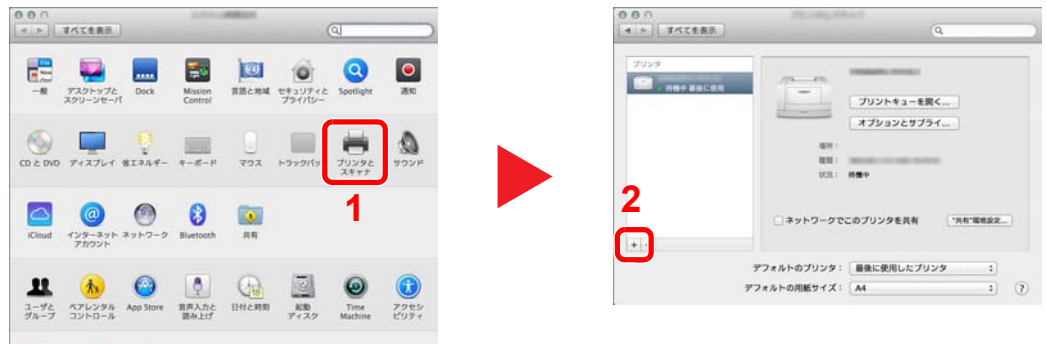 すべてを表示
一般
デスクトップと
スクリーンセーバ
Dock
Mission
Control
言語と地域
セキュリティと
プライバシー
Spotlight
通知
CD と DVD
ディスプレイ
省エネルギー
キーボード
マウス
トラックパッド
プリンタと
スキャナ
サウンド
1
iCloud
インターネット
アカウント
ネットワーク
Bluetooth
共有
ユーザと
グループ
ペアレンタル
コントロール
App Store
音声入力と
読み上げ
日付と時刻
起動
ディスク
Time
Machine
アクセシ
ビリティ
すべてを表示
プリンタ
待機中 最後に使用
プリントキューを開く...
オプションとサプライ...
場所：
種類：
状況： 待機中
2
ネットワークでこのプリンタを共有
"共有"環境設定...
+ -
デフォルトのプリンタ： 最後に使用したプリンタ
デフォルトの用紙サイズ： A4
?